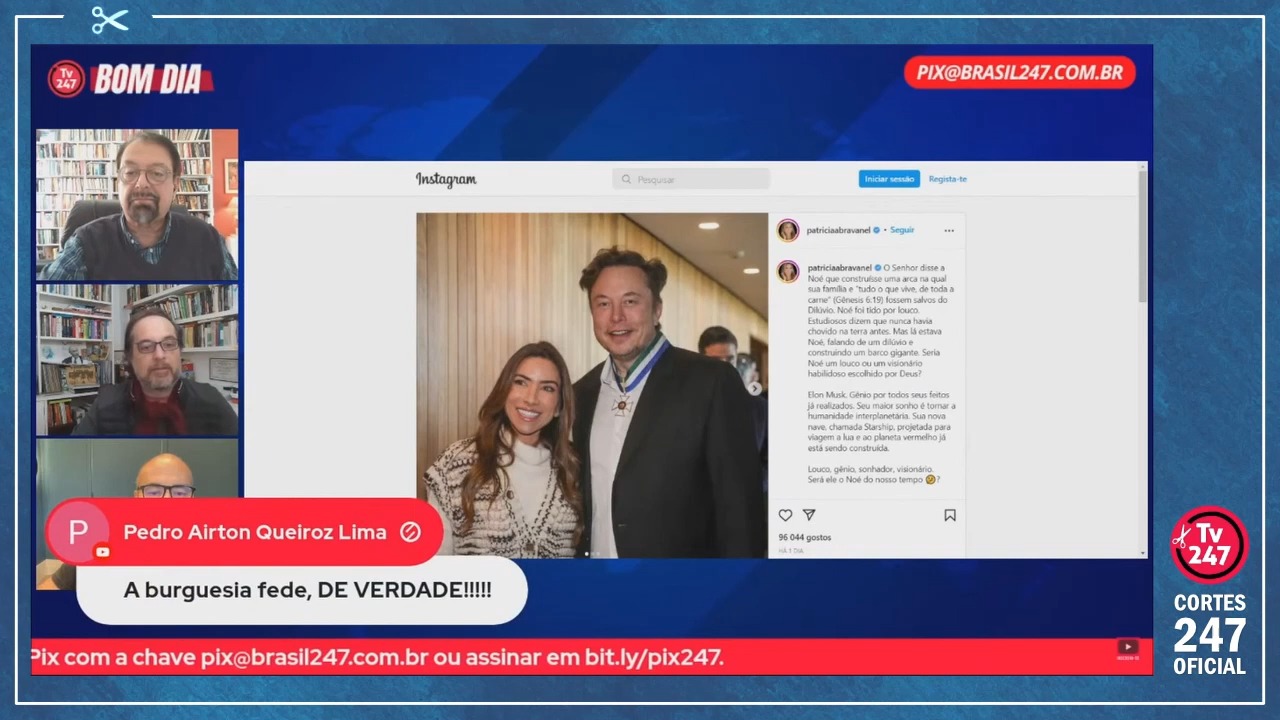 Tv
247
BOM DIA
PIX@BRASIL247.COM.BR
Instagram
Pesquisar
Iniciar sessão
Regista-te
patriciaabravanel • Seguir
patriciaabravanel O Senhor disse a
Noé que construísse uma arca na qual
sua família e "tudo o que vive, de toda a
carne" (Gênesis 6:19) fossem salvos do
Dilúvio. Noé foi tido por louco.
Estudiosos dizem que nunca havia
chovido na terra antes. Mas lá estava
Noé, falando de um dilúvio e
construindo um barco gigante. Seria
Noé um louco ou um visionário
habilidoso escolhido por Deus?
Elon Musk. Gênio por todos seus feitos
já realizados. Seu maior sonho é tornar a
humanidade interplanetária. Sua nova
nave, chamada Starship, projetada para
viagem a lua e ao planeta vermelho já
está sendo construída.
Louco, gênio, sonhador, visionário.
Será ele o Noé do nosso tempo 🤣?
96 044 gostos
HÁ 1 DIA
P
Pedro Airton Queiroz Lima
A burguesia fede, DE VERDADE!!!!!
Pix com a chave pix@brasil247.com.br ou assinar em bit.ly/pix247.
Tv
247
CORTES
247
OFICIAL